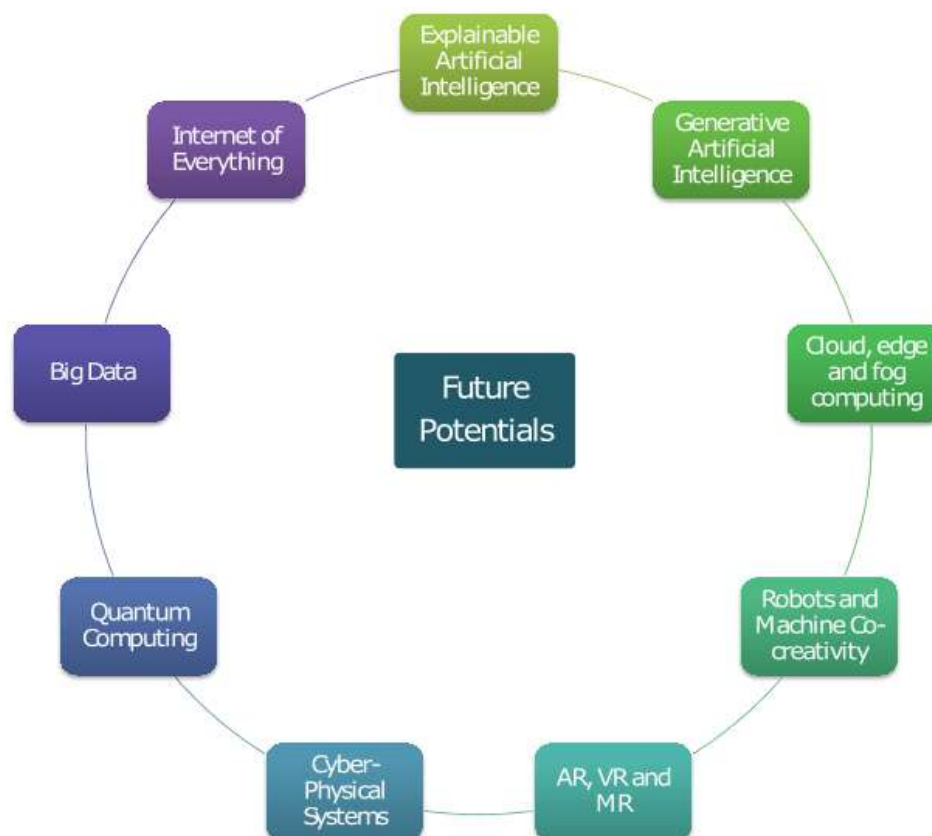 Explainable
Artificial
Intelligence
Generative
Artificial
Intelligence
Cloud, edge
and fog
computing
Robots and
Machine Co-
creativity
AR, VR and
MR
Cyber-
Physical
Systems
Quantum
Computing
Big Data
Internet of
Everything
Future
Potentials